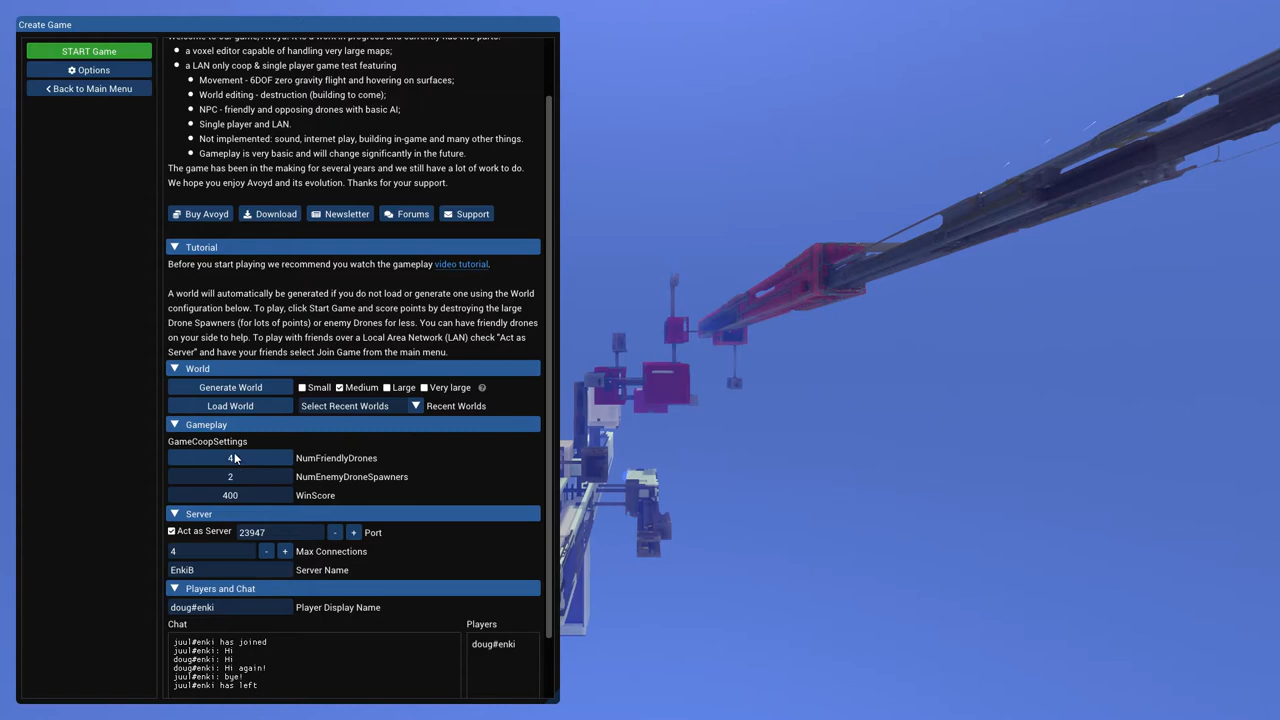 Create Game
START Game
Options
Back to Main Menu
a voxel editor capable of handling very large maps;
a LAN only coop & single player game test featuring
Movement - 6DOF zero gravity flight and hovering on surfaces;
World editing - destruction (building to come);
NPC - friendly and opposing drones with basic AI;
Single player and LAN.
Not implemented: sound, internet play, building in-game and many other things.
Gameplay is very basic and will change significantly in the future.
The game has been in the making for several years and we still have a lot of work to do.
We hope you enjoy Avoyd and its evolution. Thanks for your support.
Buy Avoyd Download Newsletter Forums Support
Tutorial
Before you start playing we recommend you watch the gameplay video tutorial.
A world will automatically be generated if you do not load or generate one using the World
configuration below. To play, click Start Game and score points by destroying the large
Drone Spawners (for lots of points) or enemy Drones for less. You can have friendly drones
on your side to help. To play with friends over a Local Area Network (LAN) check "Act as
Server" and have your friends select Join Game from the main menu.
World
Generate World Small Medium Large Very large ?
Load World Select Recent Worlds Recent Worlds
Gameplay
GameCoopSettings
4 NumFriendlyDrones
2 NumEnemyDroneSpawners
400 WinScore
Server
Act as Server 23947 - + Port
4 - + Max Connections
EnkiB Server Name
Players and Chat
doug#enki Player Display Name
Chat Players
juul#enki has joined
juul#enki: Hi
doug#enki: Hi
doug#enki: Hi again!
juul#enki: bye!
juul#enki has left
doug#enki